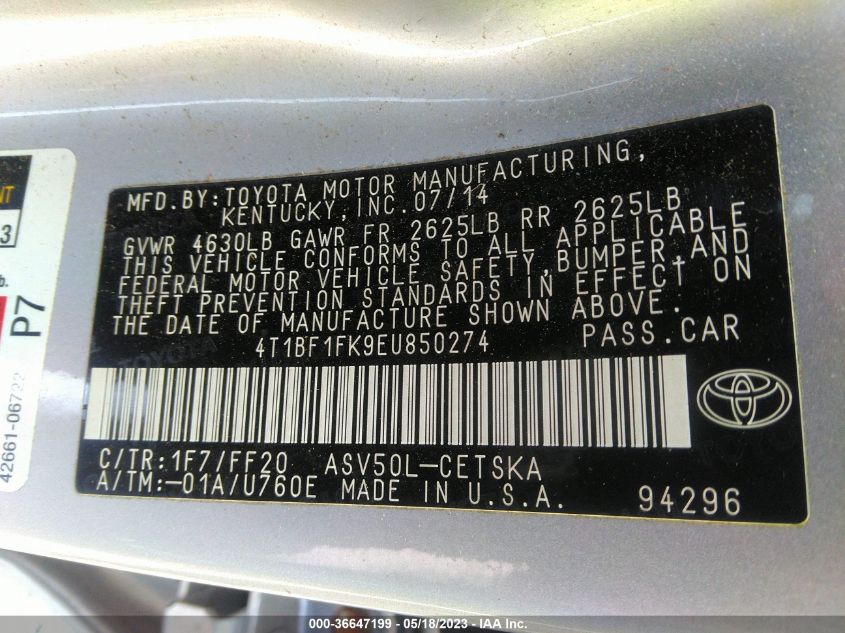 MFD.BY:TOYOTA MOTOR MANUFACTURING,
KENTUCKY, INC. 07/14
GVWR 4630LB GAWR FR 2625LB RR 2625LB
THIS VEHICLE CONFORMS TO ALL APPLICABLE
FEDERAL MOTOR VEHICLE SAFETY, BUMPER, AND
THEFT PREVENTION STANDARDS IN EFFECT ON
THE DATE OF MANUFACTURE SHOWN ABOVE.
4T1BF1FK9EU850274 PASS.CAR
TOYOTA
C/TR:1F7/FF20 ASV50L-CETSKA
A/TM:-01A/U760E MADE IN U.S.A. 94296
P7
000-36647199 - 05/18/2023 - IAA Inc.